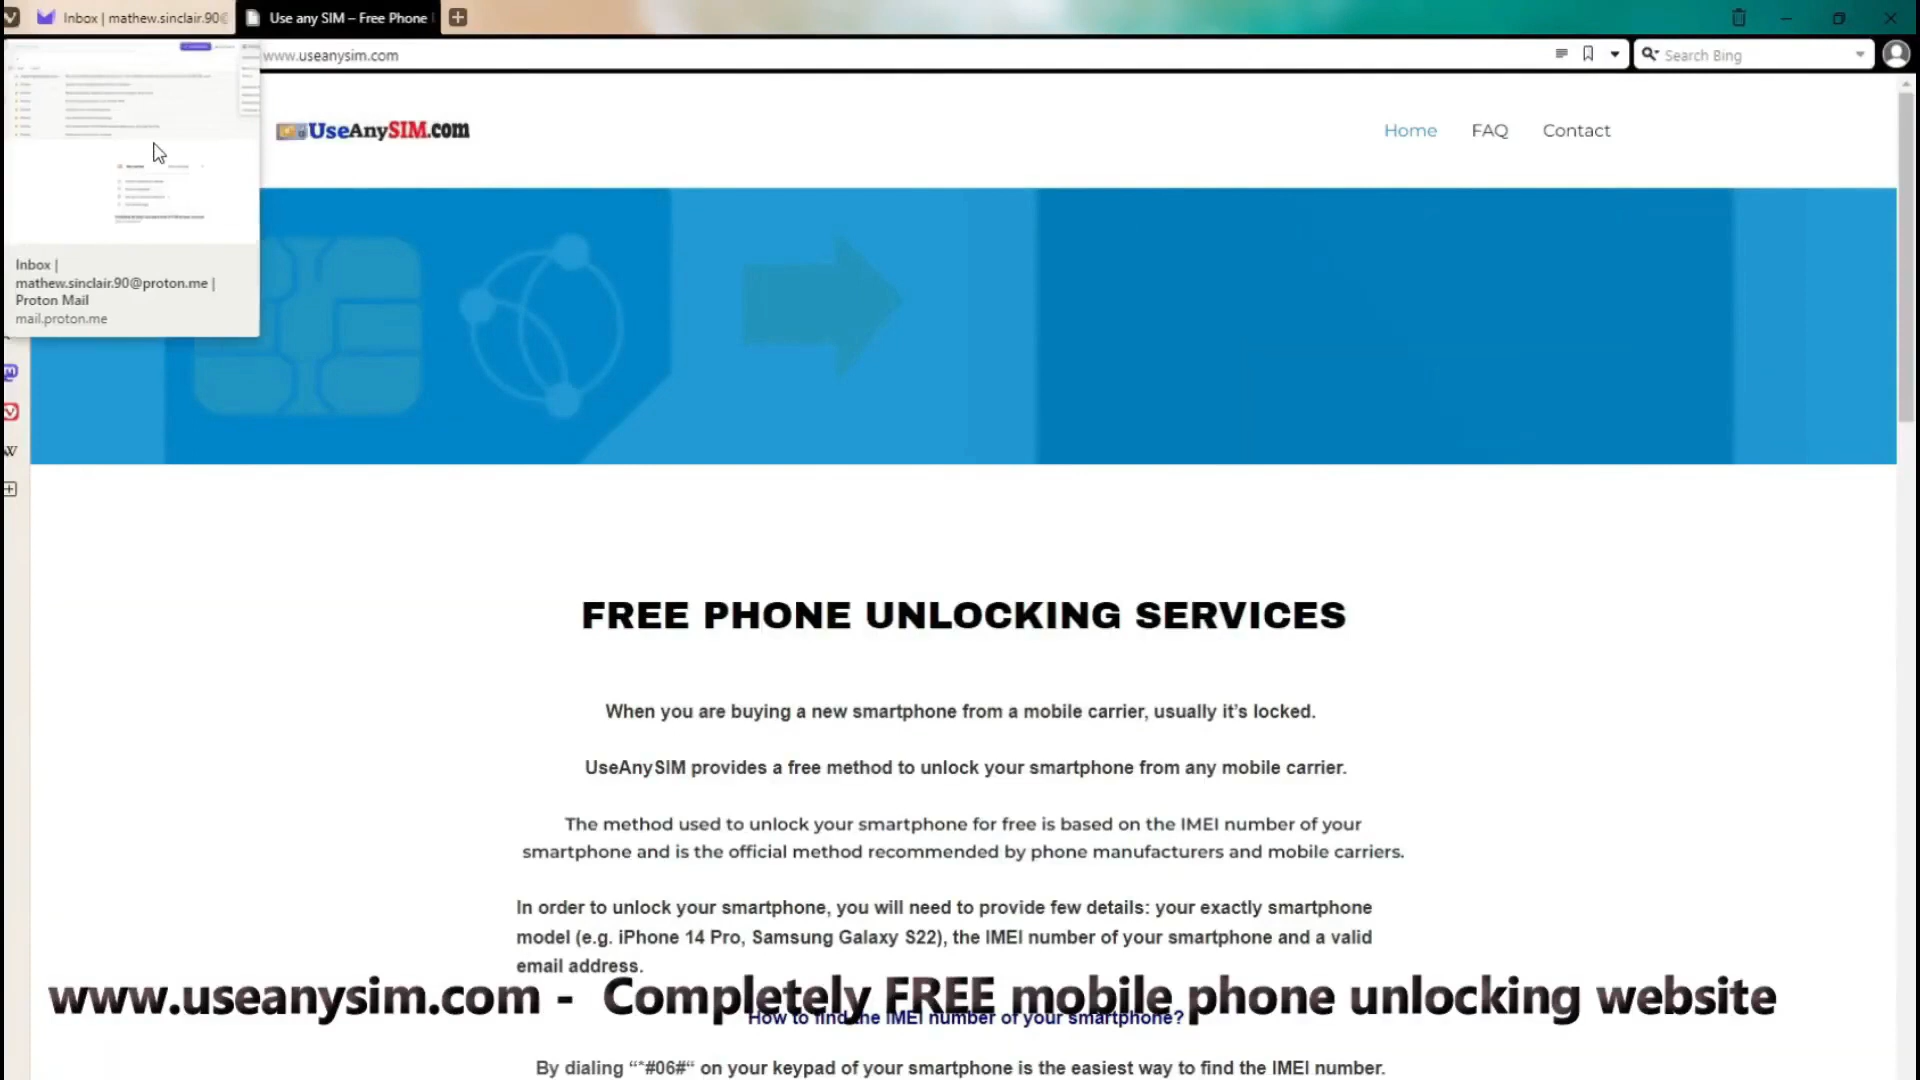 Inbox | mathew.sinclair.90@
Use any SIM – Free Phone
www.useanysim.com
Search Bing
Inbox |
mathew.sinclair.90@proton.me |
Proton Mail
mail.proton.me
UseAnySIM.com
Home
FAQ
Contact
FREE PHONE UNLOCKING SERVICES
When you are buying a new smartphone from a mobile carrier, usually it’s locked.
UseAnySIM provides a free method to unlock your smartphone from any mobile carrier.
The method used to unlock your smartphone for free is based on the IMEI number of your
smartphone and is the official method recommended by phone manufacturers and mobile carriers.
In order to unlock your smartphone, you will need to provide few details: your exactly smartphone
model (e.g. iPhone 14 Pro, Samsung Galaxy S22), the IMEI number of your smartphone and a valid
email address.
www.useanysim.com - Completely FREE mobile phone unlocking website
How to find the IMEI number of your smartphone?
By dialing “*#06#“ on your keypad of your smartphone is the easiest way to find the IMEI number.